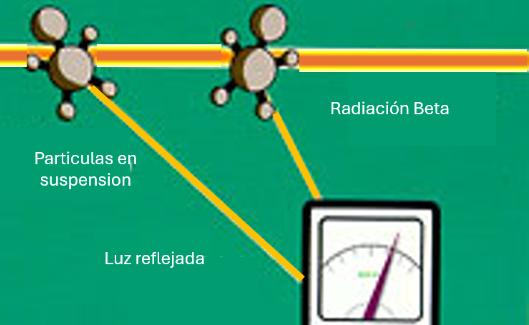 Radiación Beta
Particulas en
suspension
Luz reflejada